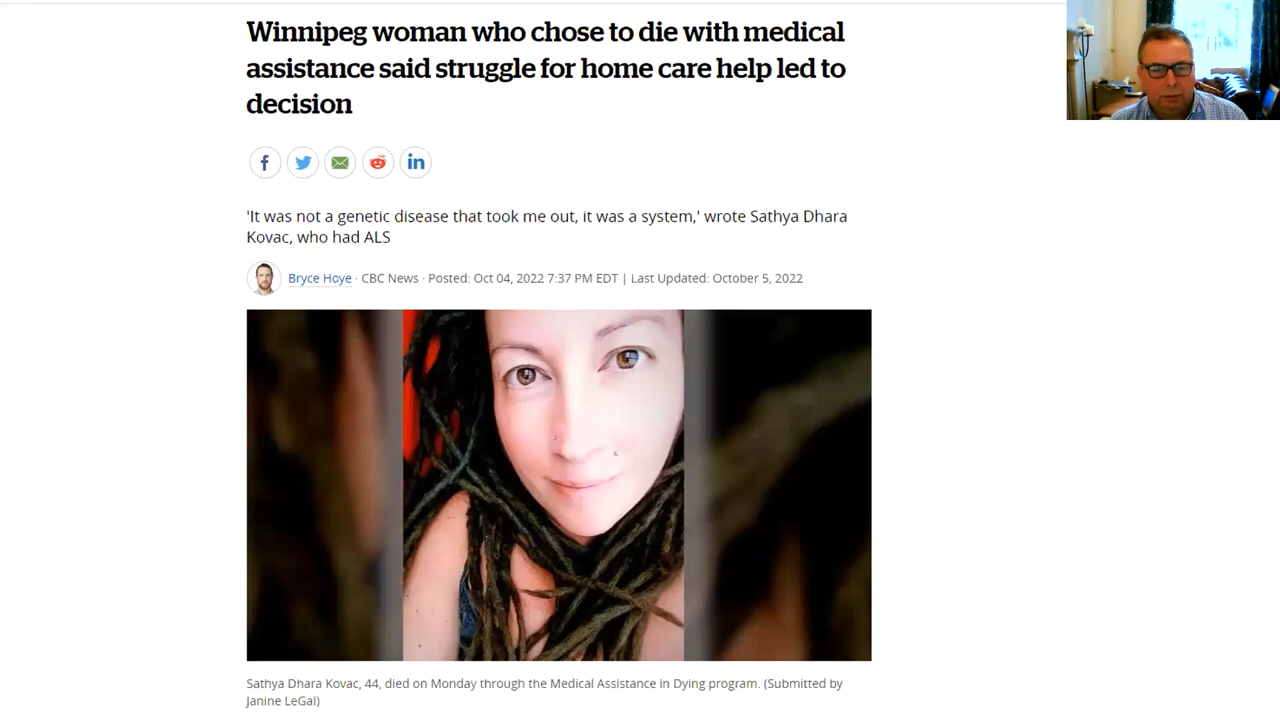 Winnipeg woman who chose to die with medical
assistance said struggle for home care help led to
decision
'It was not a genetic disease that took me out, it was a system,' wrote Sathya Dhara
Kovac, who had ALS
Bryce Hoye · CBC News · Posted: Oct 04, 2022 7:37 PM EDT | Last Updated: October 5, 2022
Sathya Dhara Kovac, 44, died on Monday through the Medical Assistance in Dying program. (Submitted by
Janine LeGal)